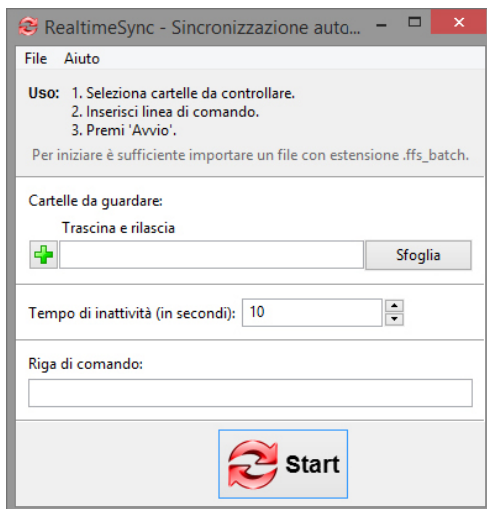 RealtimeSync - Sincronizzazione auto...
File Aiuto
Uso: 1. Seleziona cartelle da controllare.
2. Inserisci linea di comando.
3. Premi 'Avvio'.
Per iniziare è sufficiente importare un file con estensione .ffs_batch.
Cartelle da guardare:
Trascina e rilascia
Sfoglia
Tempo di inattività (in secondi): 10
Riga di comando:
Start